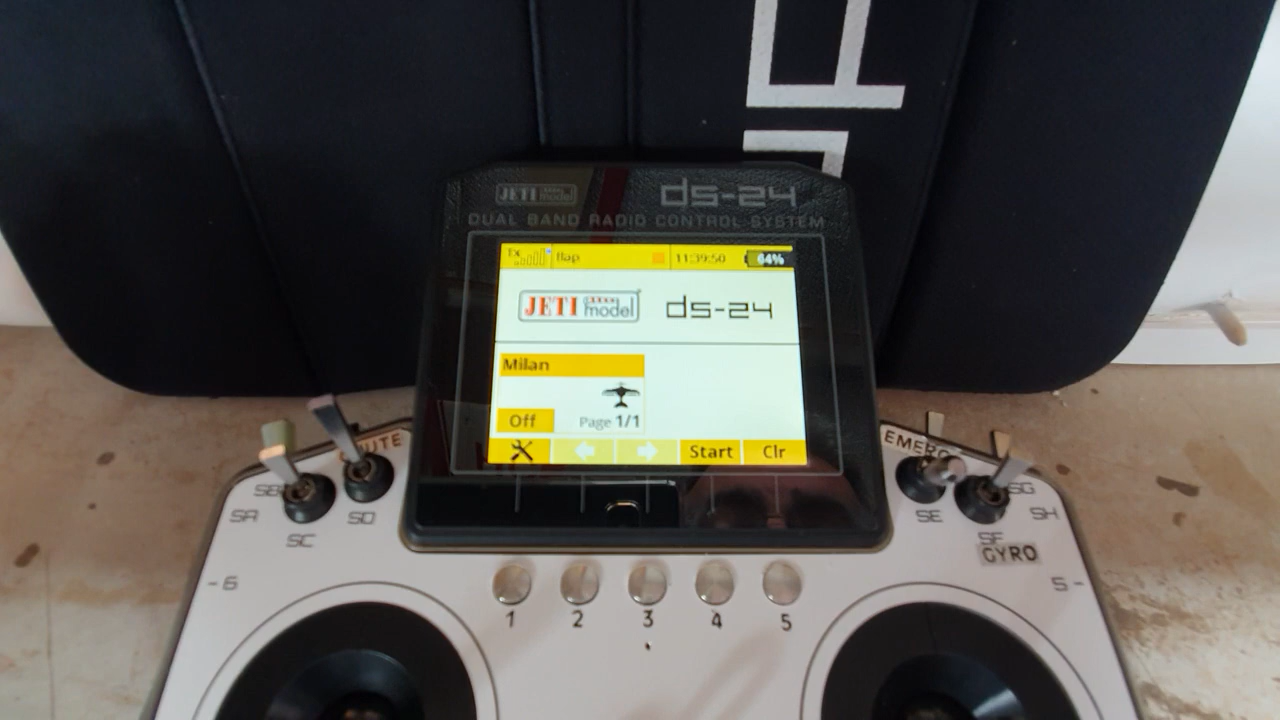 JETI model
ds-24
DUAL BAND RADIO CONTROL SYSTEM
Tx
Ilap
11:39:50
64%
JETI model
ds-24
Milan
Off
Page 1/1
Start
Clr
EMERG
SB
SA
SD
SC
SG
SE
SH
SF
GYRO
-6
5-
1 2 3 4 5